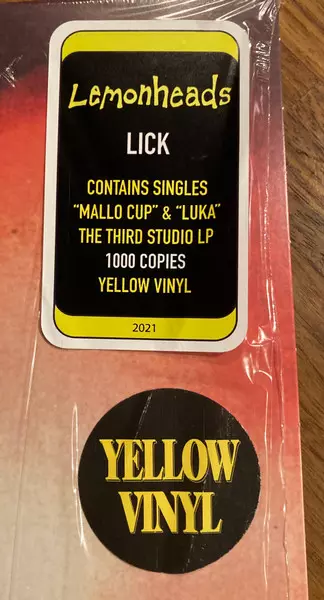 Lemonheads
LICK
CONTAINS SINGLES
“MALLO CUP” & “LUKA”
THE THIRD STUDIO LP
1000 COPIES
YELLOW VINYL
2021
YELLOW
VINYL